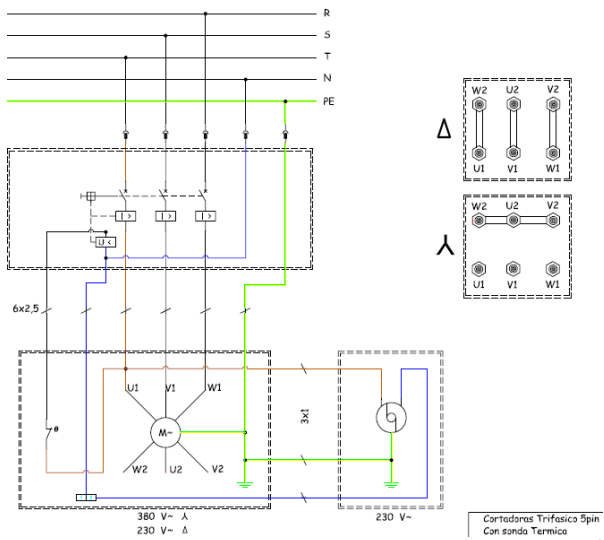 R
S
T
N
PE
W2 U2 V2
Δ
U1 V1 W1
W2 U2 V2
U1 V1 W1
I > I > I >
U <
6x2,5
U1 V1 W1
θ
M~
W2 U2 V2
3x1
380 V~ ⅄
230 V~ Δ
230 V~
Cortadoras Trifasico 5pin
Con sonda Termica